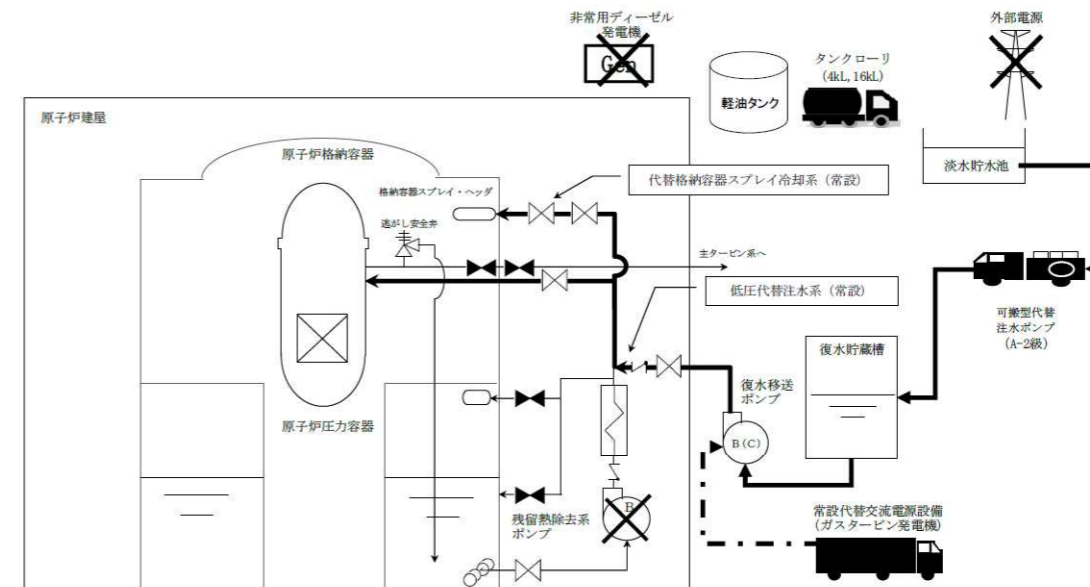 非常用ディーゼル
発電機
Gen
外部電源
タンクローリ
(4kL, 16kL)
軽油タンク
原子炉建屋
原子炉格納容器
淡水貯水池
代替格納容器スプレイ冷却系（常設）
格納容器スプレイ・ヘッダ
逃がし安全弁
主タービン系へ
低圧代替注水系（常設）
可搬型代替
注水ポンプ
(A-2級)
復水貯蔵槽
復水移送
ポンプ
原子炉圧力容器
B(C)
残留熱除去系
ポンプ
B
常設代替交流電源設備
(ガスタービン発電機)